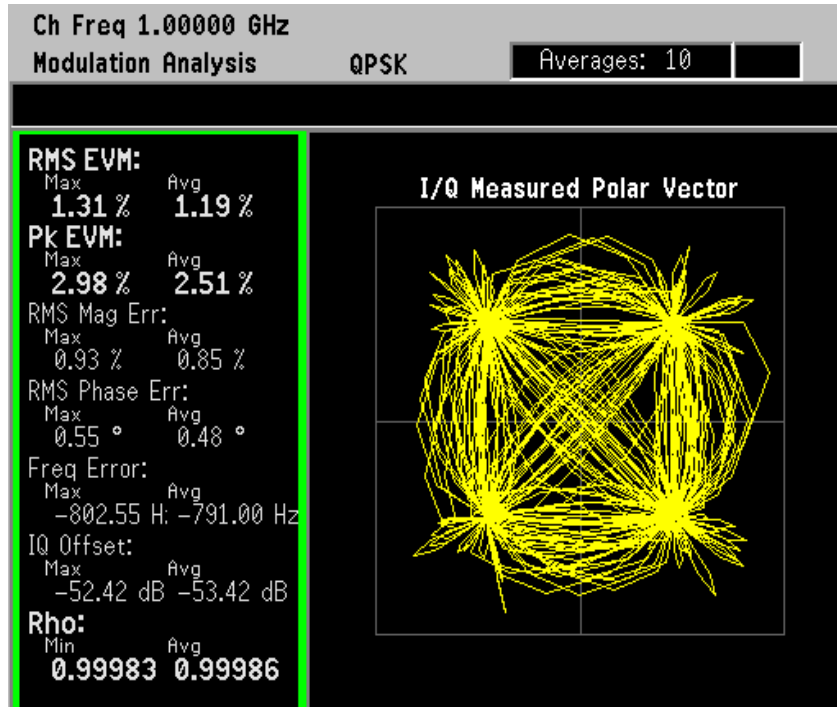 Ch Freq 1.00000 GHz
Modulation Analysis QPSK Averages: 10
RMS EVM:
Max Avg
1.31 % 1.19 %
Pk EVM:
Max Avg
2.98 % 2.51 %
RMS Mag Err:
Max Avg
0.93 % 0.85 %
RMS Phase Err:
Max Avg
0.55 ° 0.48 °
Freq Error:
Max Avg
-802.55 H: -791.00 Hz
IQ Offset:
Max Avg
-52.42 dB -53.42 dB
Rho:
Min Avg
0.99983 0.99986
I/Q Measured Polar Vector